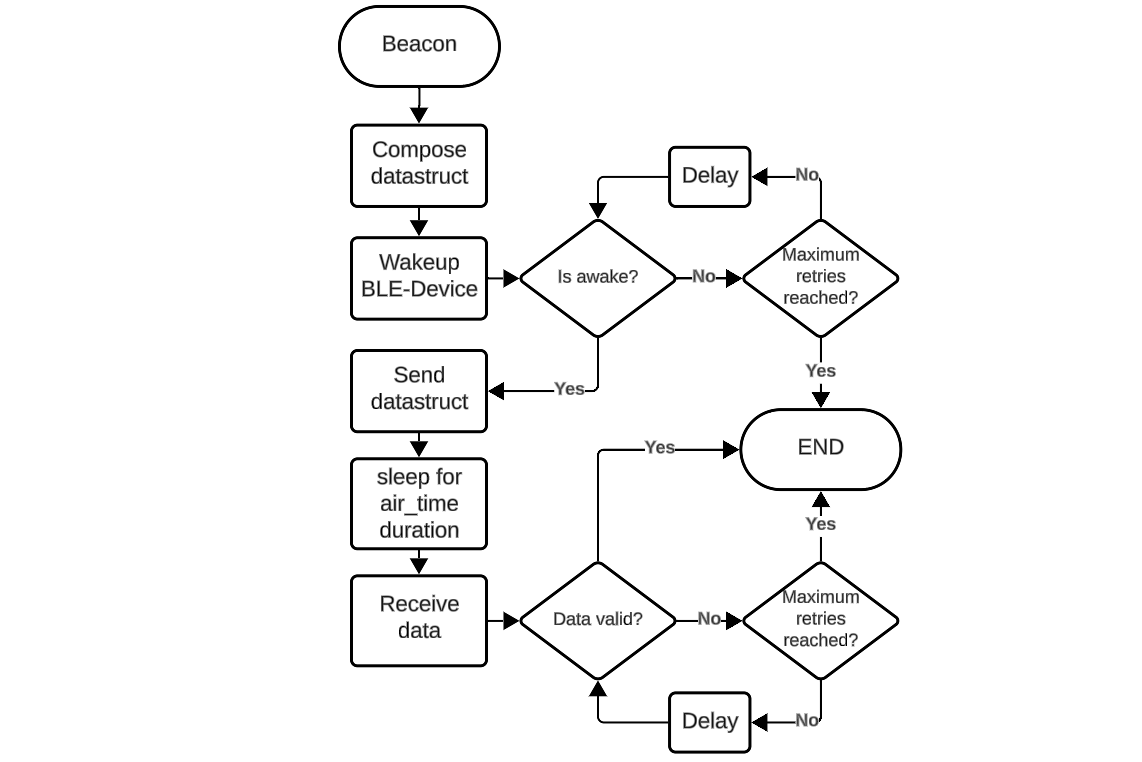 Beacon
Compose
datastruct
Delay
No
Wakeup
BLE-Device
Is awake?
No
Maximum
retries
reached?
Yes
Send
datastruct
Yes
Yes
END
sleep for
air_time
duration
Yes
Receive
data
Data valid?
No
Maximum
retries
reached?
Delay
No